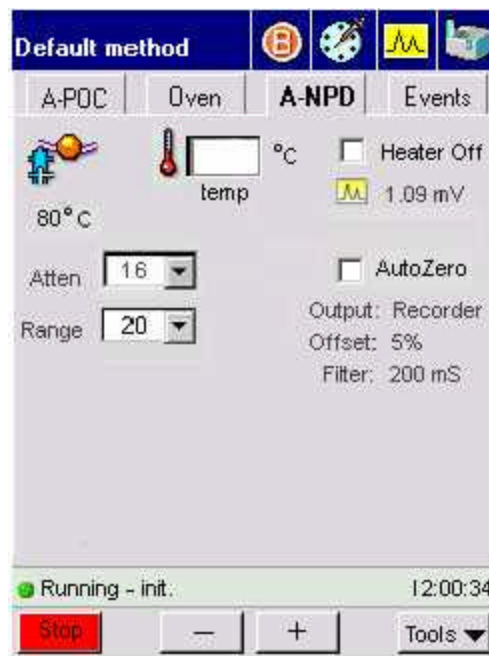 Default method
B
A-POC Oven A-NPD Events
°C Heater Off
temp 1.09 mV
80°C
Atten 16 AutoZero
Range 20 Output: Recorder
Offset: 5%
Filter: 200 mS
Running - init. 12:00:34
Stop − + Tools